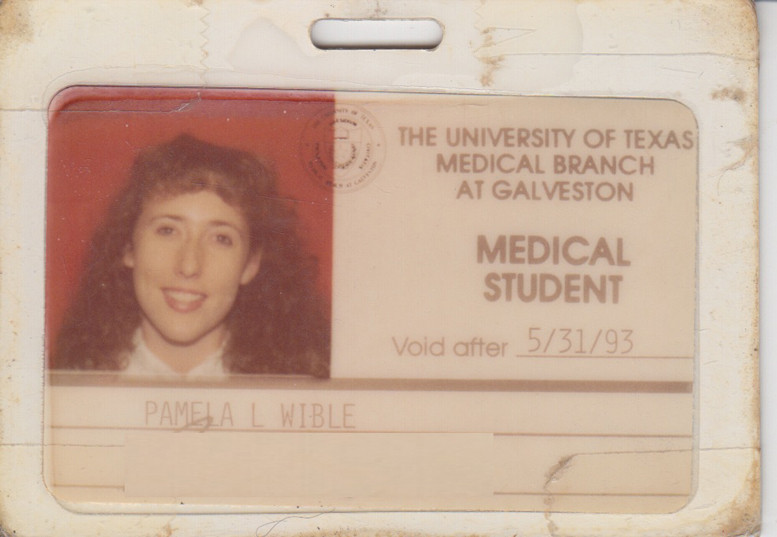 THE UNIVERSITY OF TEXAS
MEDICAL BRANCH
AT GALVESTON
MEDICAL
STUDENT
Void after 5/31/93
PAMELA L WIBLE